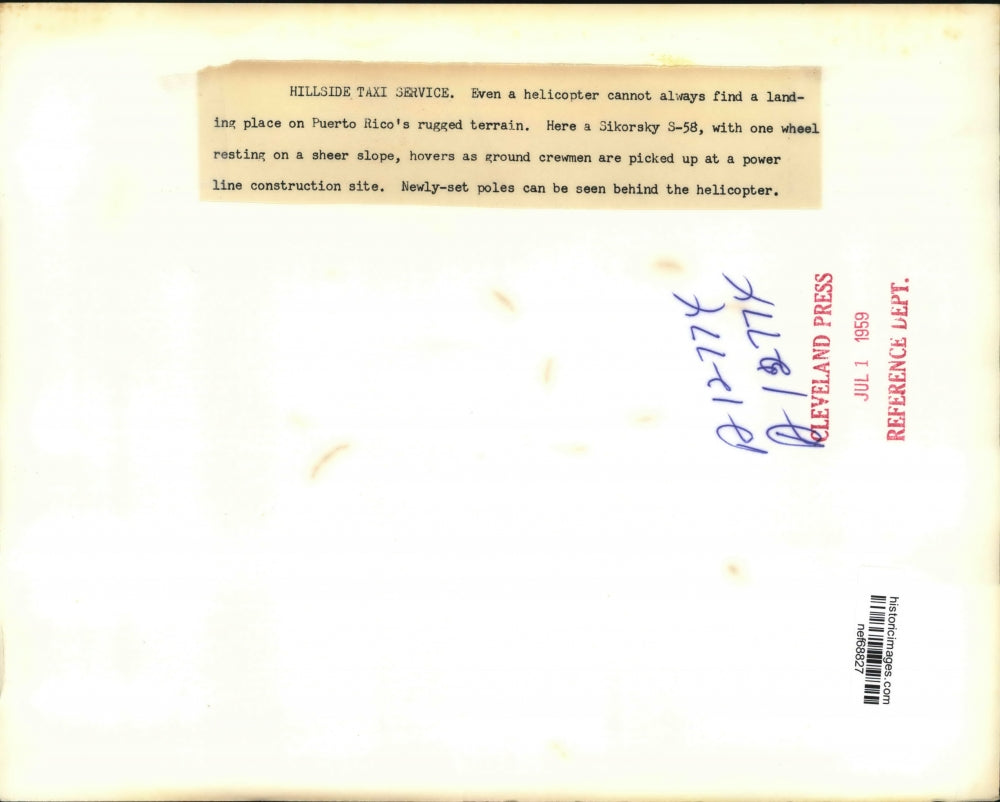 HILLSIDE TAXI SERVICE. Even a helicopter cannot always find a land-
ing place on Puerto Rico's rugged terrain. Here a Sikorsky S-58, with one wheel
resting on a sheer slope, hovers as ground crewmen are picked up at a power
line construction site. Newly-set poles can be seen behind the helicopter.
CLEVELAND PRESS
JUL 1 1959
REFERENCE DEPT.
historicimages.com
nef68827